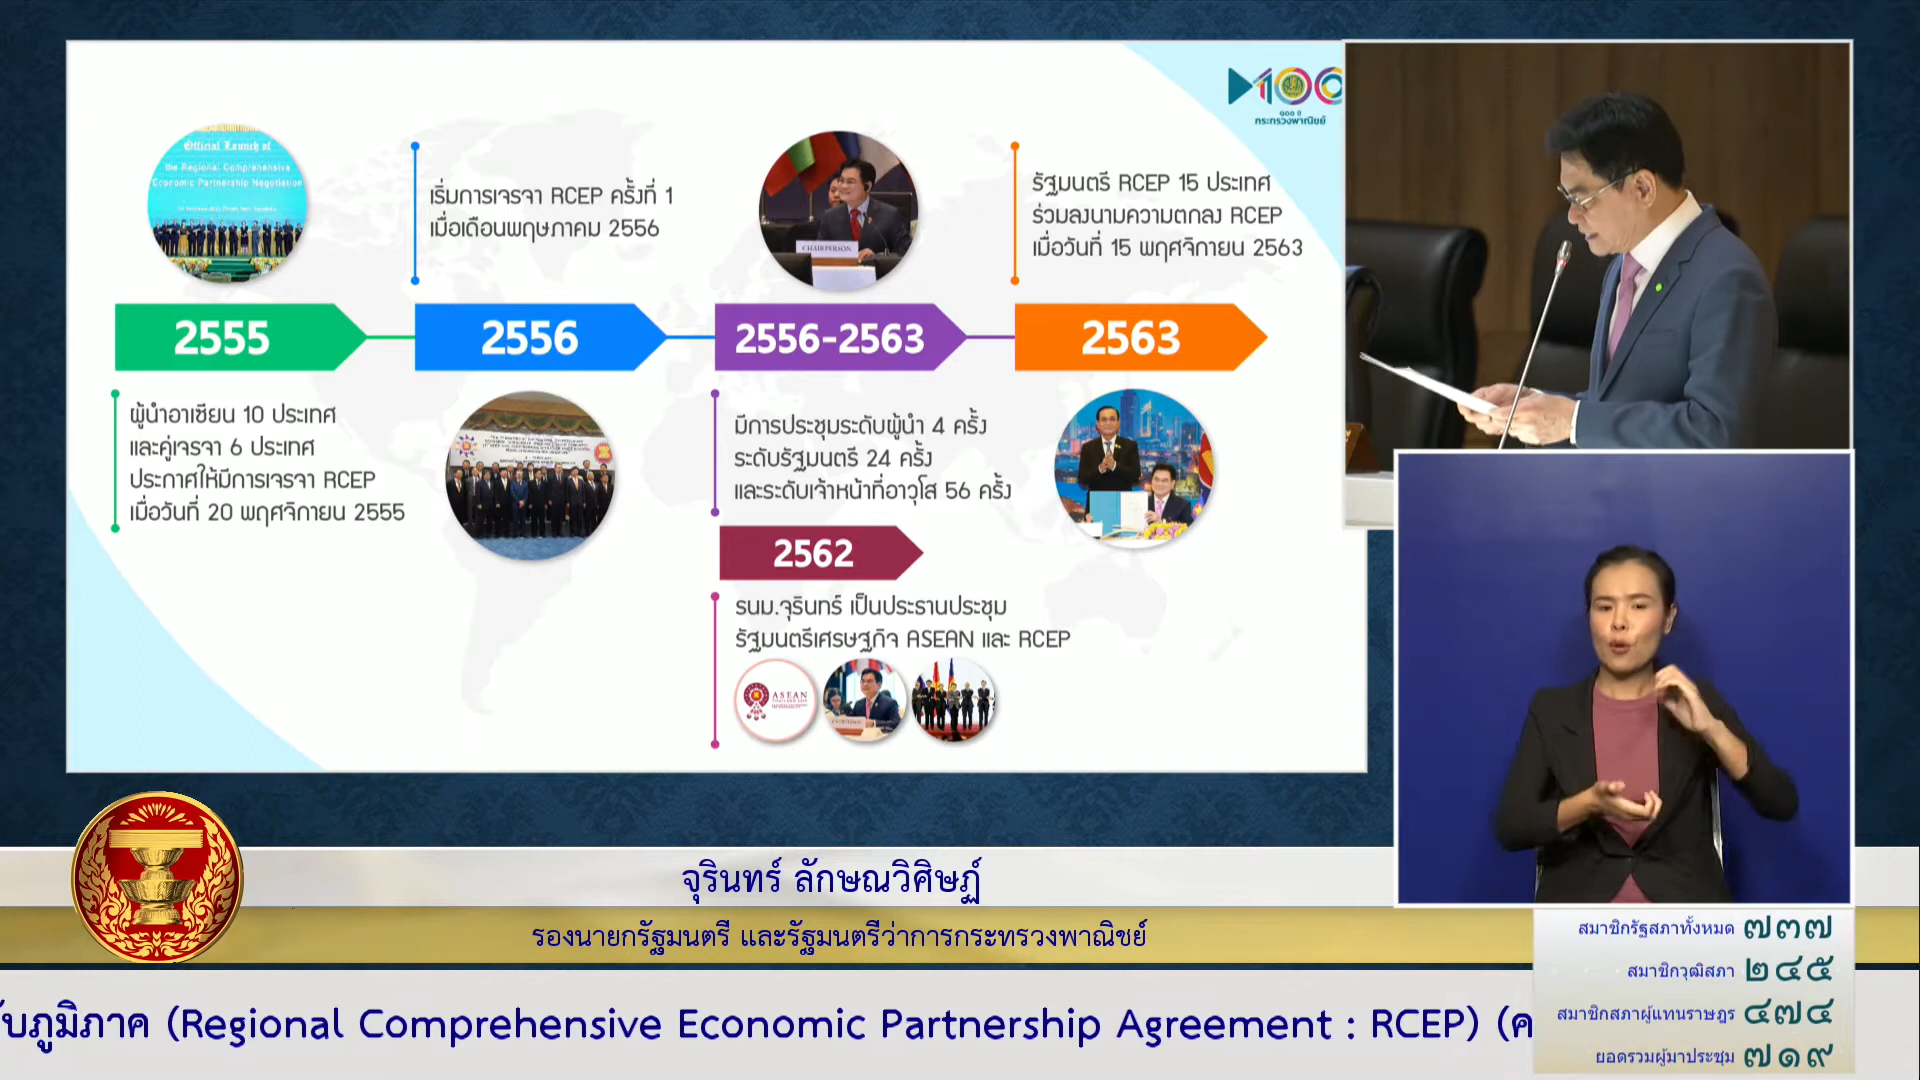 ๑๐๐ ปี
กระทรวงพาณิชย์
Official Launch of
the Regional Comprehensive
Economic Partnership Negotiation
เริ่มการเจรจา RCEP ครั้งที่ 1
เมื่อเดือนพฤษภาคม 2556
CHAIRPERSON
รัฐมนตรี RCEP 15 ประเทศ
ร่วมลงนามความตกลง RCEP
เมื่อวันที่ 15 พฤศจิกายน 2563
2555
2556
2556-2563
2563
ผู้นำอาเซียน 10 ประเทศ
และคู่เจรจา 6 ประเทศ
ประกาศให้มีการเจรจา RCEP
เมื่อวันที่ 20 พฤศจิกายน 2555
มีการประชุมระดับผู้นำ 4 ครั้ง
ระดับรัฐมนตรี 24 ครั้ง
และระดับเจ้าหน้าที่อาวุโส 56 ครั้ง
2562
รนม.จุรินทร์ เป็นประธานประชุม
รัฐมนตรีเศรษฐกิจ ASEAN และ RCEP
ASEAN
จุรินทร์ ลักษณวิศิษฏ์
รองนายกรัฐมนตรี และรัฐมนตรีว่าการกระทรวงพาณิชย์
สมาชิกรัฐสภาทั้งหมด ๗๓๗
สมาชิกวุฒิสภา ๒๔๕
สมาชิกสภาผู้แทนราษฎร ๔๗๔
ยอดรวมผู้มาประชุม ๗๑๙
ับภูมิภาค (Regional Comprehensive Economic Partnership Agreement : RCEP) (ค